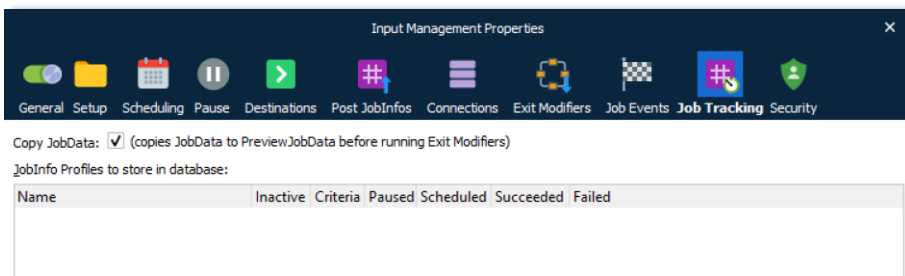 Input Management Properties
General Setup Scheduling Pause Destinations Post JobInfos Connections Exit Modifiers Job Events Job Tracking Security
Copy JobData: (copies JobData to PreviewJobData before running Exit Modifiers)
JobInfo Profiles to store in database:
Name Inactive Criteria Paused Scheduled Succeeded Failed